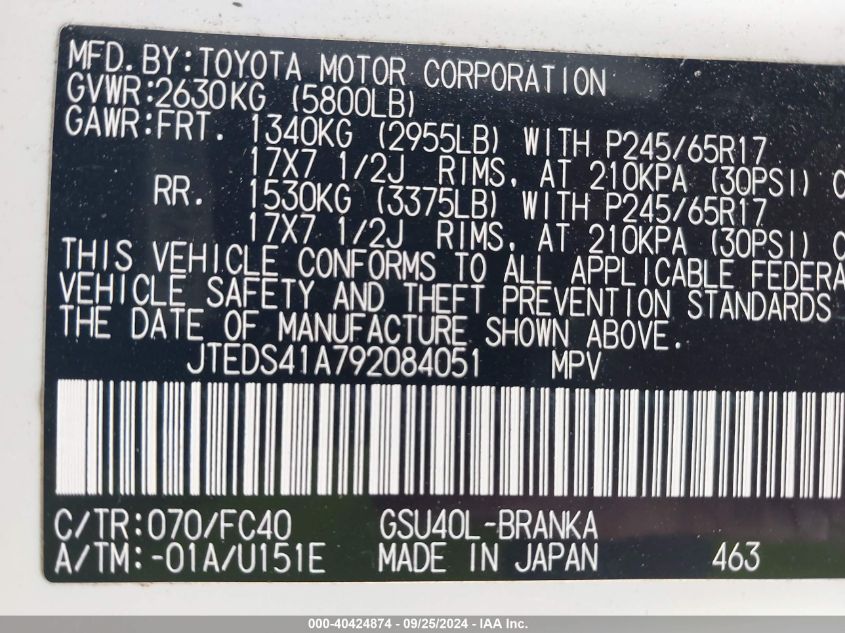 MFD. BY: TOYOTA MOTOR CORPORATION
GVWR:2630KG (5800LB)
GAWR:FRT. 1340KG (2955LB) WITH P245/65R17
17X7 1/2J RIMS, AT 210KPA (30PSI) C
RR. 1530KG (3375LB) WITH P245/65R17
17X7 1/2J RIMS, AT 210KPA (30PSI) C
THIS VEHICLE CONFORMS TO ALL APPLICABLE FEDERA
VEHICLE SAFETY AND THEFT PREVENTION STANDARDS
THE DATE OF MANUFACTURE SHOWN ABOVE.
JTEDS41A792084051 MPV
C/TR:070/FC40 GSU40L-BRANKA
A/TM:-01A/U151E MADE IN JAPAN 463
000-40424874 - 09/25/2024 - IAA Inc.